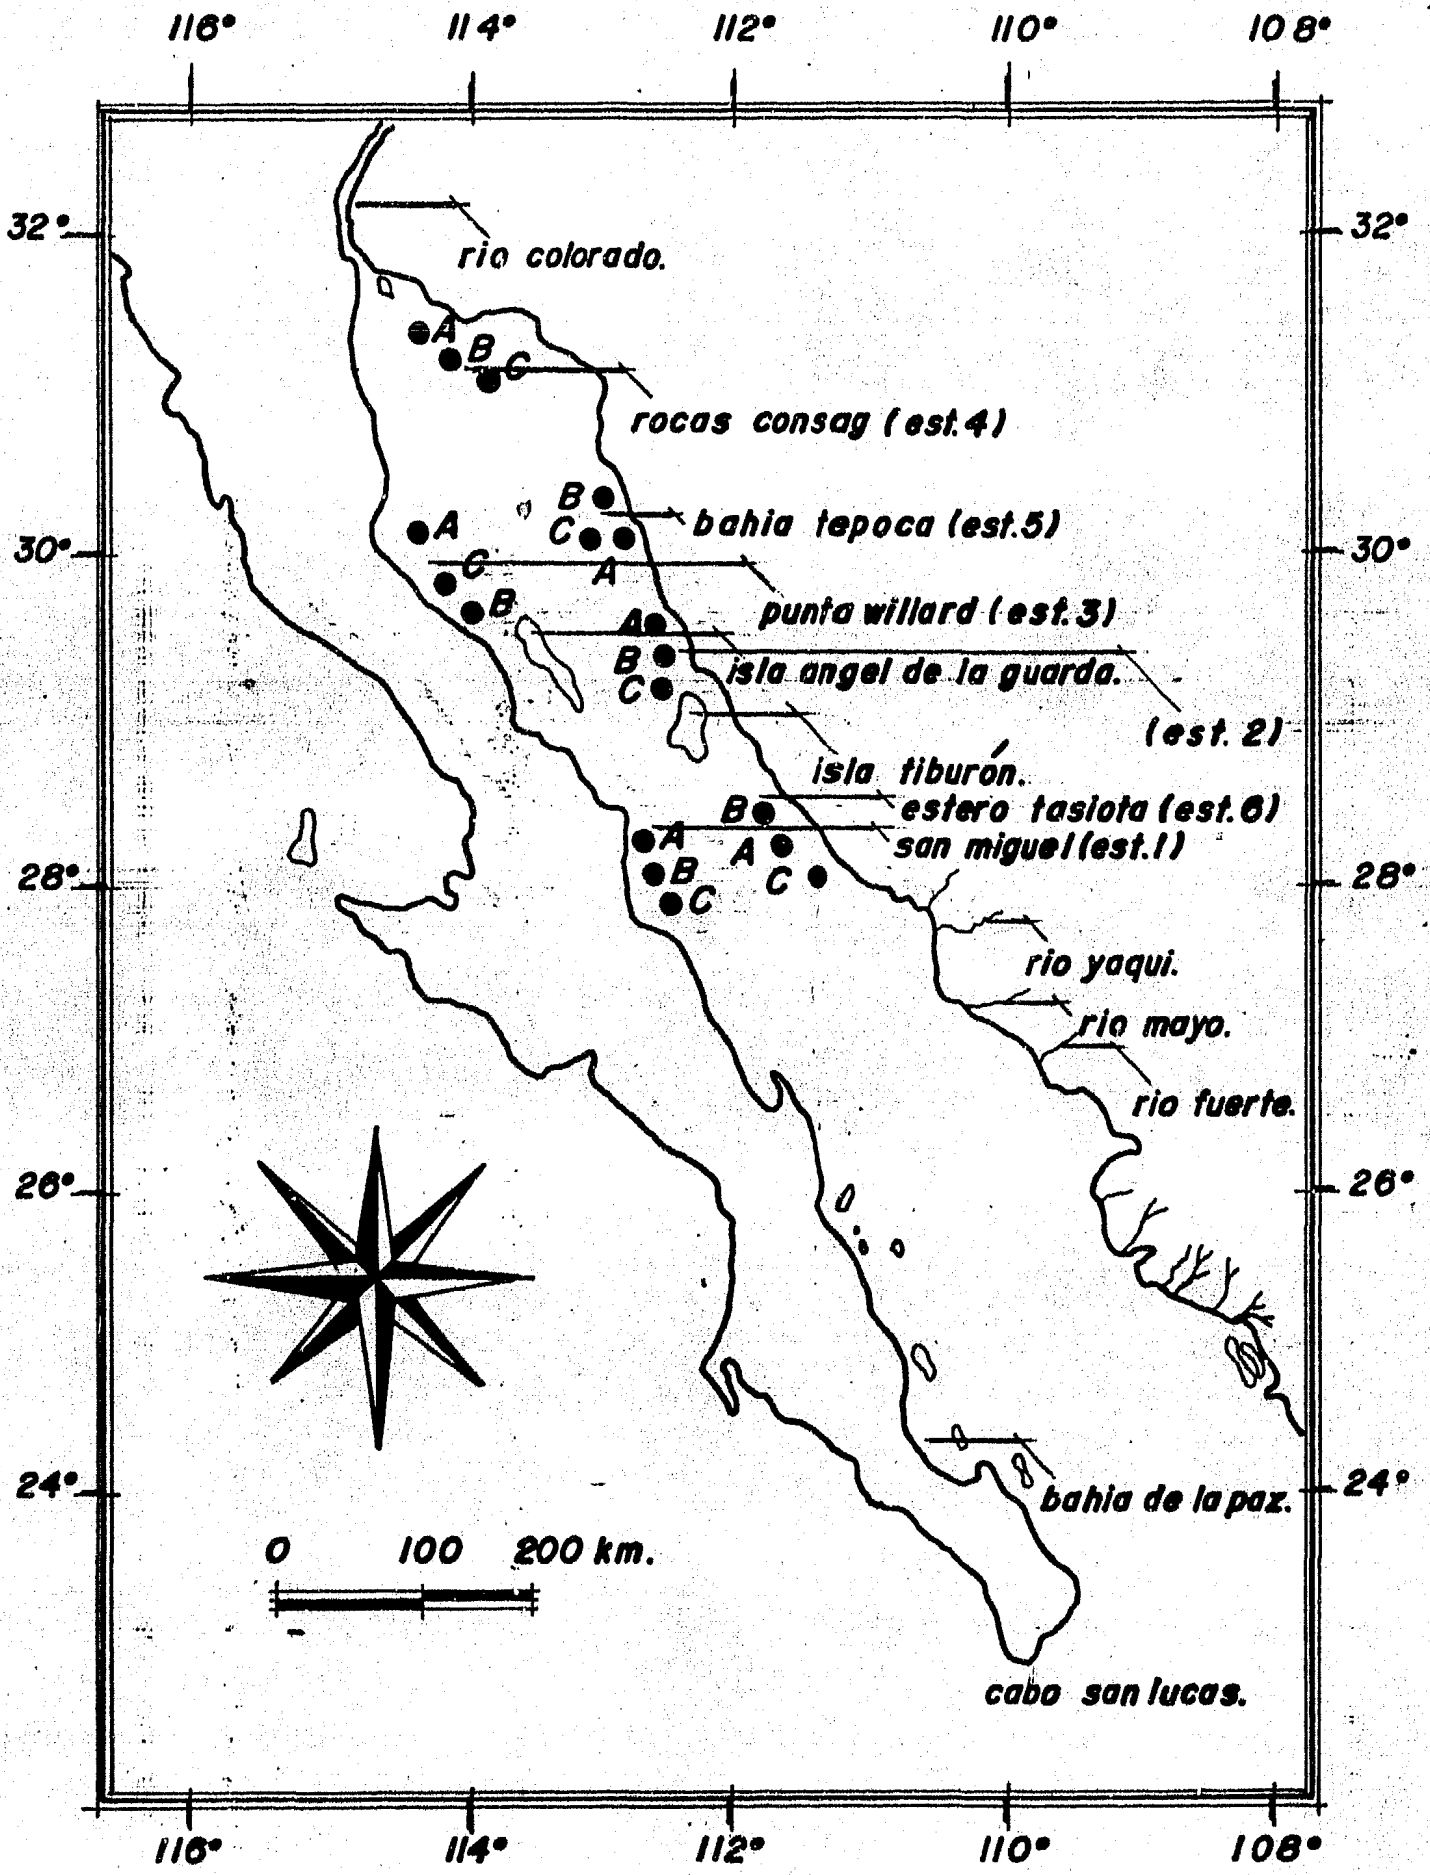 116° 114° 112° 110° 108°
32° 32°
rio colorado.
A
B
C
rocas consag (est.4)
B
bahia tepoca (est.5)
A
C
30° 30°
C
A
punta willard (est.3)
B
A
B
isla angel de la guarda.
C
(est. 2)
isla tiburón.
B
estero tasiota (est.6)
A
san miguel (est.1)
A
B
C
28° 28°
C
rio yaqui.
rio mayo.
rio fuerte.
26° 26°
24° 24°
bahia de la paz.
0 100 200 km.
cabo san lucas.
116° 114° 112° 110° 108°